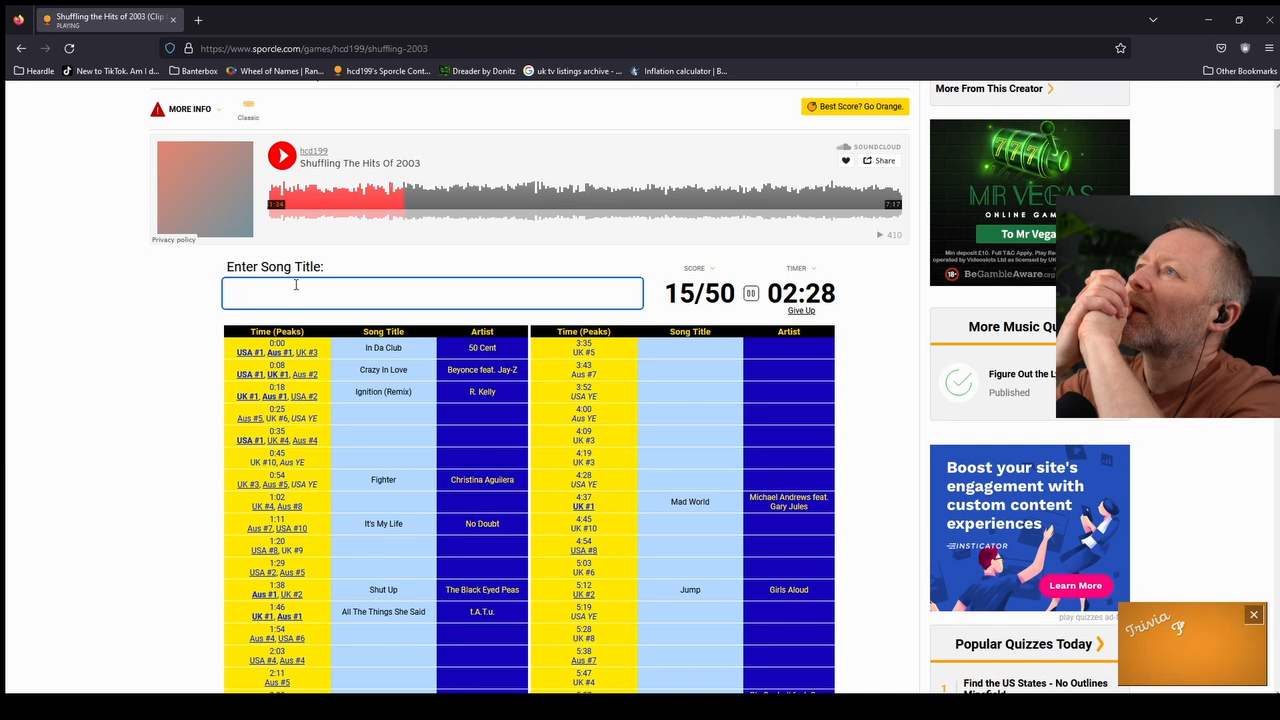 Shuffling the Hits of 2003 (Clip
PLAYING
https://www.sporcle.com/games/hcd199/shuffling-2003
Heardle
New to TikTok. Am I d...
Banterbox
Wheel of Names | Ran...
hcd199's Sporcle Cont...
Dreader by Donitz
uk tv listings archive - ...
Inflation calculator | B...
Other Bookmarks
MORE INFO
Classic
Best Score? Go Orange.
hcd199
Shuffling The Hits Of 2003
SOUNDCLOUD
Share
1:34
7:17
Privacy policy
410
Enter Song Title:
SCORE
15/50
TIMER
02:28
Give Up
Time (Peaks) Song Title Artist
0:00
USA #1, Aus #1, UK #3
In Da Club
50 Cent
0:08
USA #1, UK #1, Aus #2
Crazy In Love
Beyonce feat. Jay-Z
0:18
UK #1, Aus #1, USA #2
Ignition (Remix)
R. Kelly
0:25
Aus #5, UK #6, USA YE
0:35
USA #1, UK #4, Aus #4
0:45
UK #10, Aus YE
0:54
UK #3, Aus #5, USA YE
Fighter
Christina Aguilera
1:02
UK #4, Aus #8
1:11
Aus #7, USA #10
It's My Life
No Doubt
1:20
USA #8, UK #9
1:29
USA #2, Aus #5
1:38
Aus #1, UK #2
Shut Up
The Black Eyed Peas
1:46
UK #1, Aus #1
All The Things She Said
t.A.T.u.
1:54
Aus #4, USA #6
2:03
USA #4, Aus #4
2:11
Aus #5
Time (Peaks) Song Title Artist
3:35
UK #5
3:43
Aus #7
3:52
USA YE
4:00
Aus YE
4:09
UK #3
4:19
UK #3
4:28
USA YE
4:37
UK #1
Mad World
Michael Andrews feat.
Gary Jules
4:45
UK #10
4:54
USA #8
5:03
UK #6
5:12
UK #2
Jump
Girls Aloud
5:19
USA YE
5:28
UK #8
5:38
Aus #7
5:47
UK #4
More From This Creator
777
MR VEGAS
ONLINE GAM
To Mr Vega
BeGambleAware.org
More Music Qu
Figure Out the L
Published
Boost your site's
engagement with
custom content
experiences
INSTICATOR
Learn More
play quizzes ad-f
Trivia
Popular Quizzes Today
1
Find the US States - No Outlines